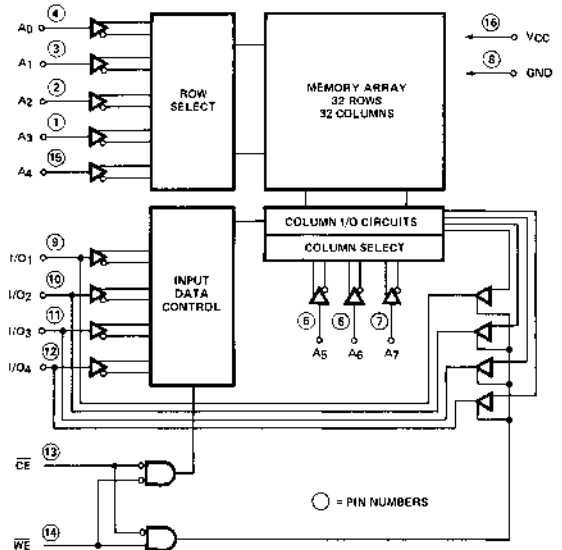 A0 4
A1 3
A2 2
A3 1
A4 15
ROW
SELECT
MEMORY ARRAY
32 ROWS
32 COLUMNS
16 VCC
8 GND
I/O1 9
I/O2 10
I/O3 11
I/O4 12
INPUT
DATA
CONTROL
COLUMN I/O CIRCUITS
COLUMN SELECT
5 6 7
A5 A6 A7
CE 13
WE 14
= PIN NUMBERS